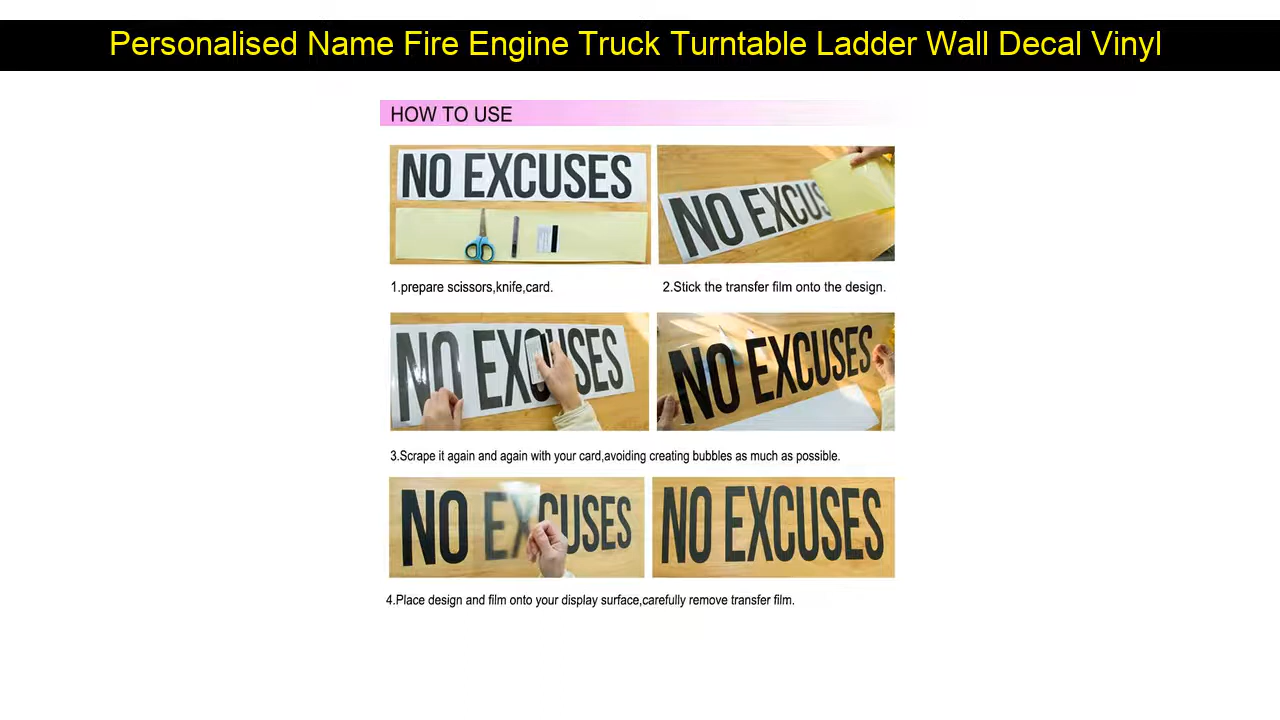 Personalised Name Fire Engine Truck Turntable Ladder Wall Decal Vinyl
HOW TO USE
NO EXCUSES
NO EXCUS
1.prepare scissors,knife,card.
2.Stick the transfer film onto the design.
NO EXCUSES
NO EXCUSES
3.Scrape it again and again with your card,avoiding creating bubbles as much as possible.
NO EXCUSES
NO EXCUSES
4.Place design and film onto your display surface,carefully remove transfer film.